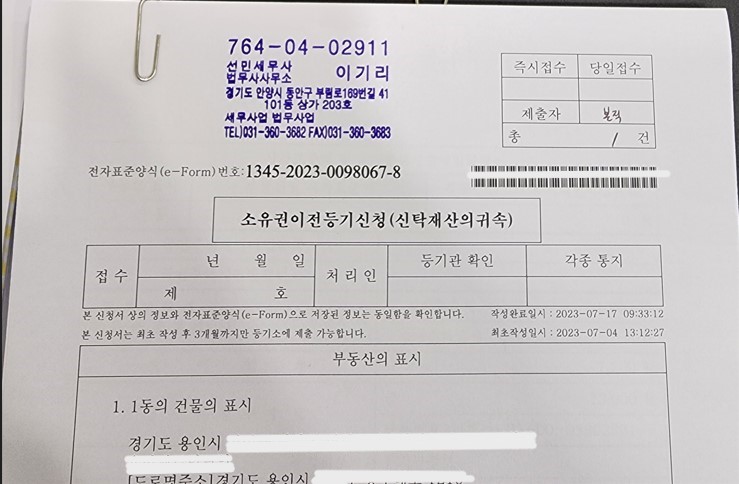 764-04-02911
선민세무사
법무사사무소 이기리
경기도 안양시 동안구 부림로169번길 41
101동 상가 203호
세무사업 법무사업
TEL)031-360-3682 FAX)031-360-3683
즉시접수 당일접수
제출자 본직
총 1 건
전자표준양식(e-Form)번호:1345-2023-0098067-8
소유권이전등기신청(신탁재산의귀속)
접수 년 월 일 처리인 등기관 확인 각종 통지
제 호
본 신청서 상의 정보와 전자표준양식(e-Form)으로 저장된 정보는 동일함을 확인합니다. 작성완료일시 : 2023-07-17 09:33:12
본 신청서는 최초 작성 후 3개월까지만 등기소에 제출 가능합니다. 최초작성일시 : 2023-07-04 13:12:27
부동산의 표시
1. 1동의 건물의 표시
경기도 용인시
[도로명주소]경기도 용인시